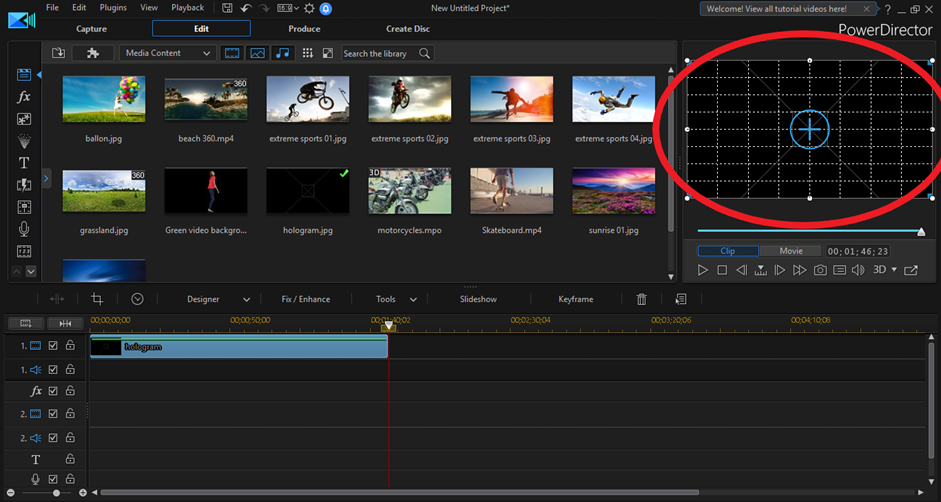 File Edit Plugins View Playback
New Untitled Project*
Welcome! View all tutorial videos here!
Capture Edit Produce Create Disc
PowerDirector
Media Content
Search the library
360
360
3D
ballon.jpg beach 360.mp4 extreme sports 01.jpg extreme sports 02.jpg extreme sports 03.jpg extreme sports 04.jpg
grassland.jpg Green video backgro... hologram.jpg motorcycles.mpo Skateboard.mp4 sunrise 01.jpg
Clip Movie 00; 01; 46; 23
3D
Designer Fix / Enhance Tools Slideshow Keyframe
00;00;00;00 00;00;50;00 00;01;40;02 00;02;30;04 00;03;20;06 00;04;10;08
1. hologram
1.
fx
2.
2.
T